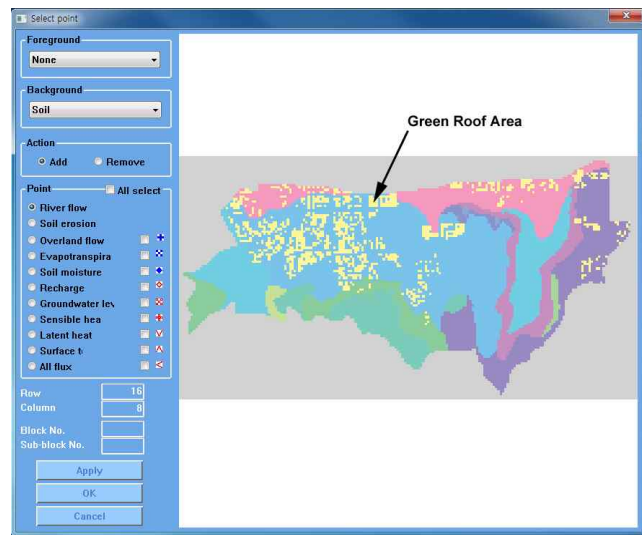 Select point
Foreground
None
Background
Soil
Action
Add Remove
Point All select
River flow
Soil erosion
Overland flow
Evapotranspira
Soil moisture
Recharge
Groundwater lev
Sensible hea
Latent heat
Surface t
All flux
Row 16
Column 8
Block No.
Sub-block No.
Apply
OK
Cancel
Green Roof Area